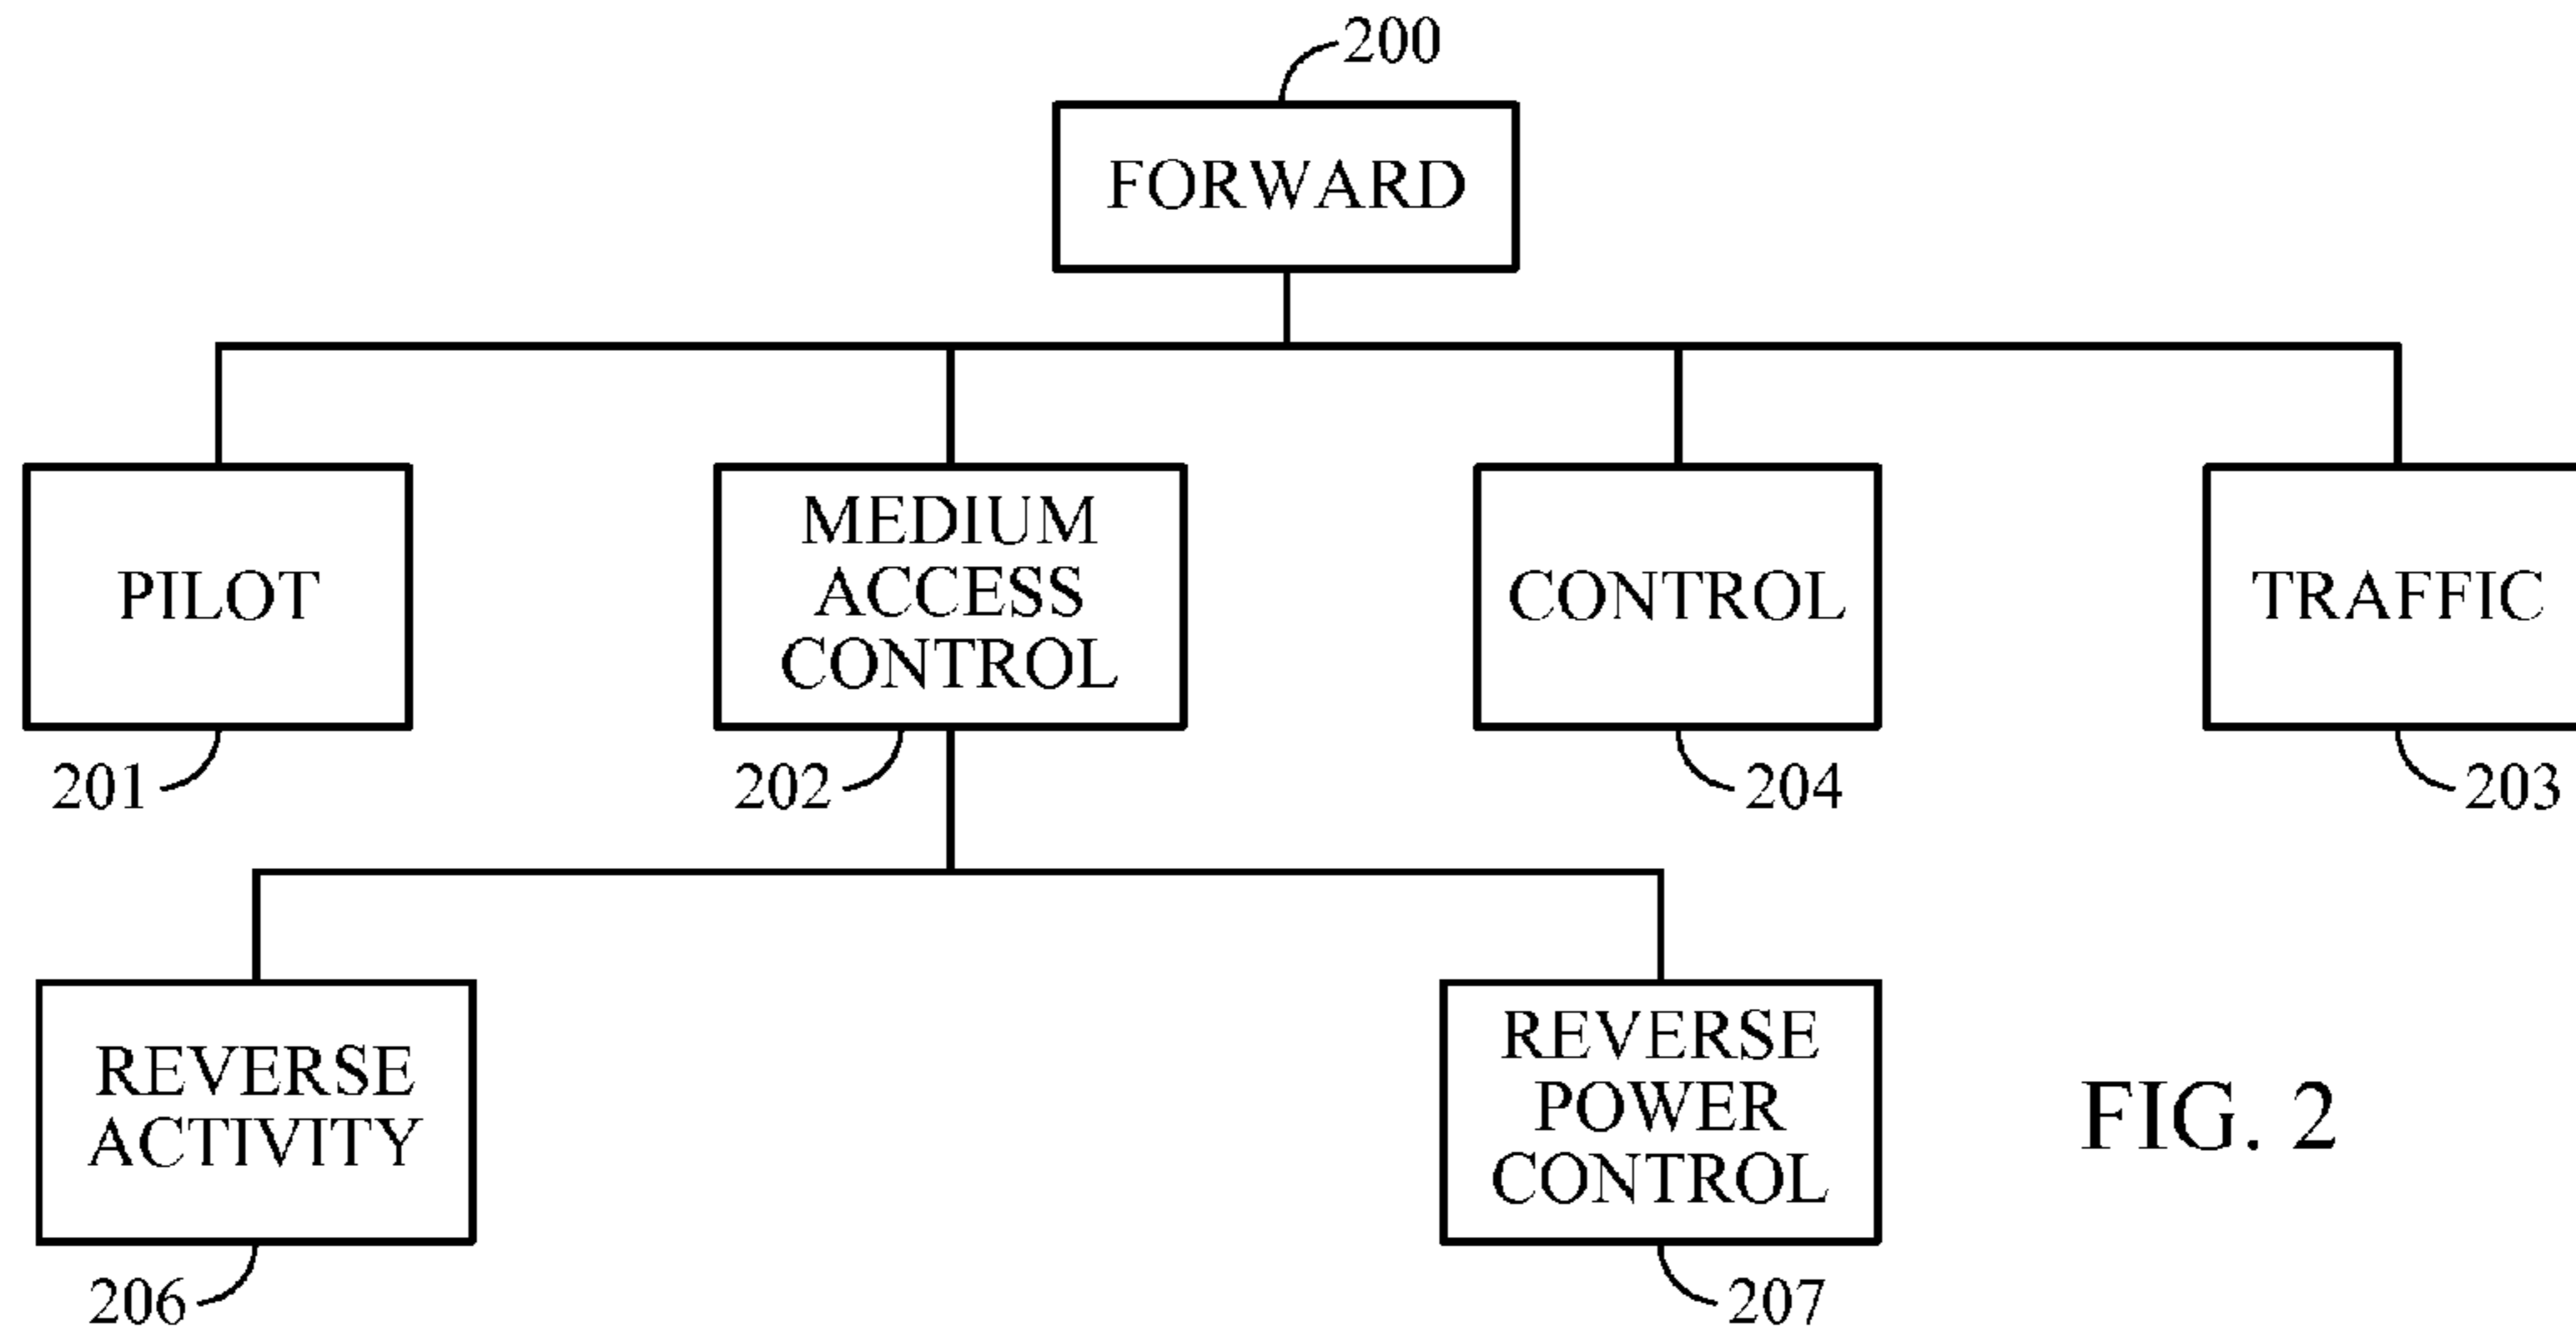 200
FORWARD
PILOT
MEDIUM
ACCESS
CONTROL
CONTROL
TRAFFIC
201
202
204
203
REVERSE
ACTIVITY
REVERSE
POWER
CONTROL
206
207
FIG. 2